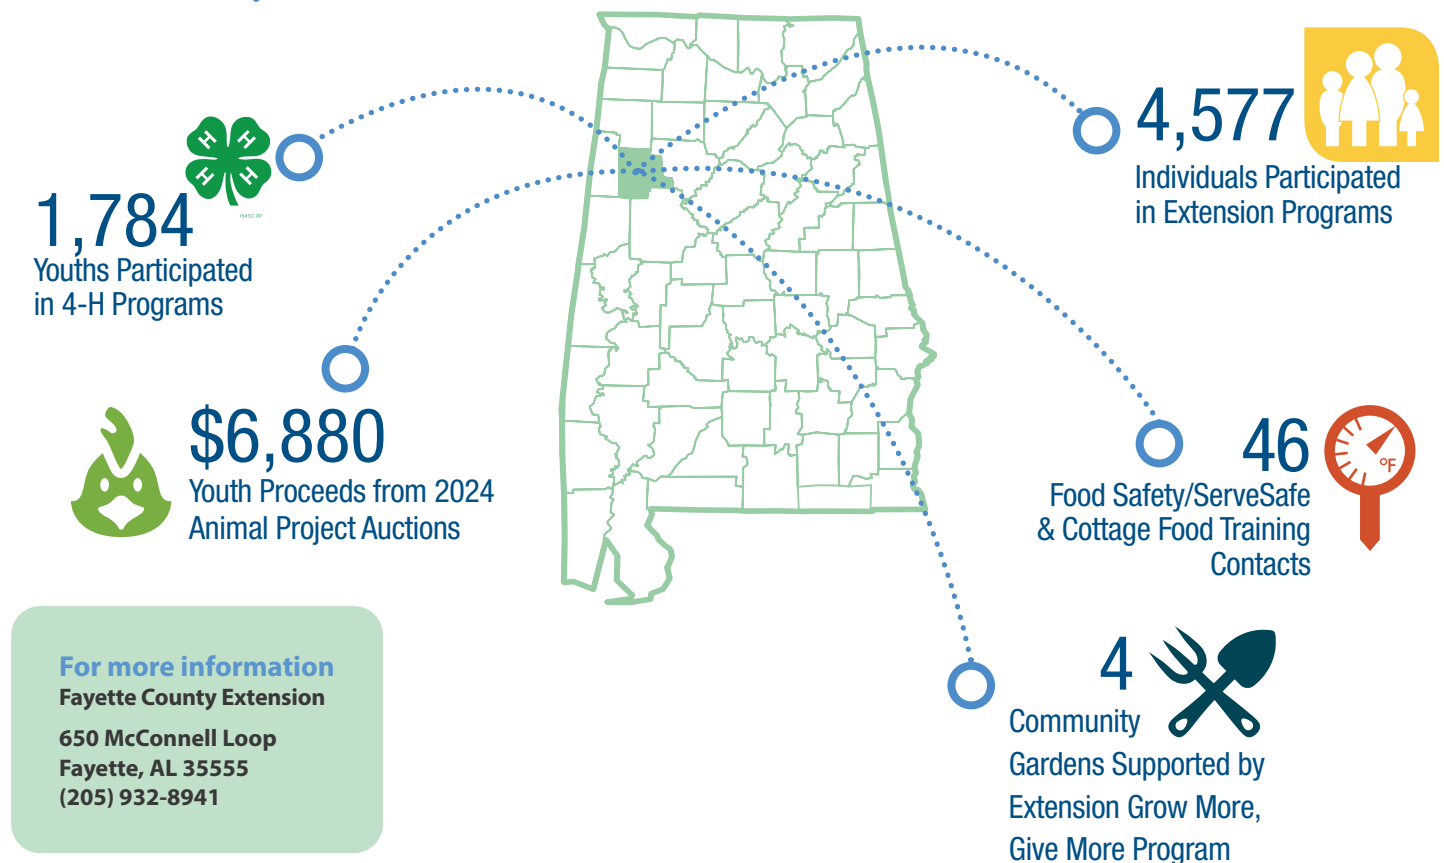 H H
H H
18 U.S.C. 707
1,784
Youths Participated
in 4-H Programs
4,577
Individuals Participated
in Extension Programs
$6,880
Youth Proceeds from 2024
Animal Project Auctions
46
°F
Food Safety/ServeSafe
& Cottage Food Training
Contacts
4
Community
Gardens Supported by
Extension Grow More,
Give More Program
For more information
Fayette County Extension
650 McConnell Loop
Fayette, AL 35555
(205) 932-8941